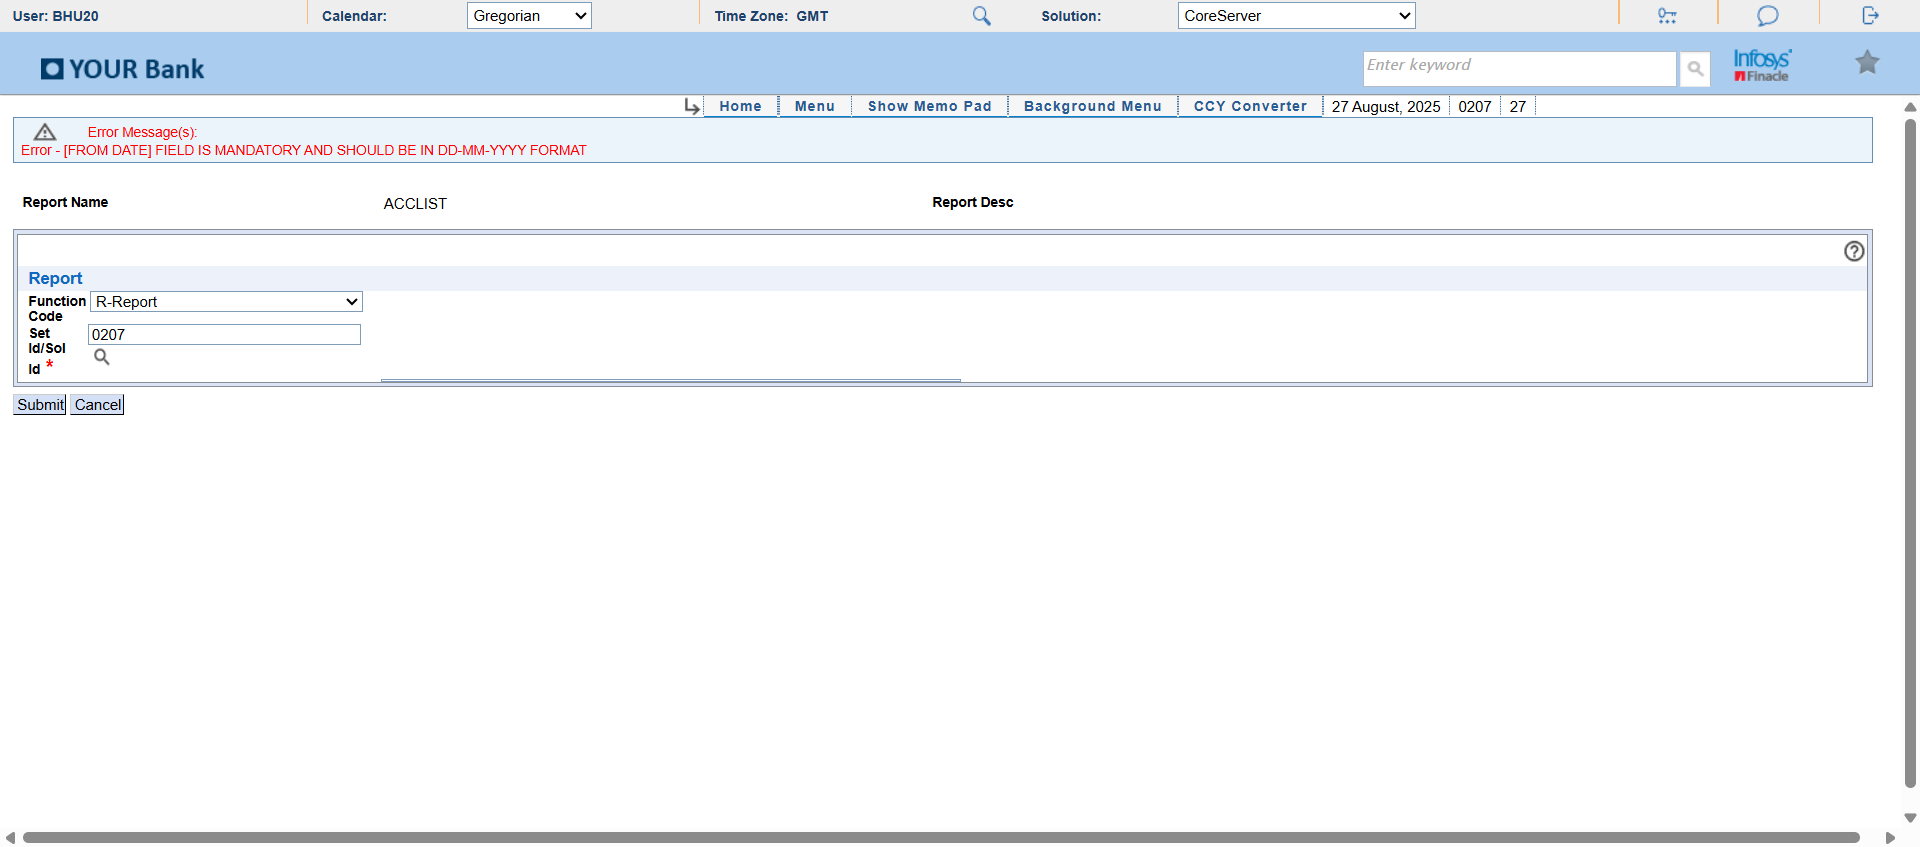 User: BHU20
Calendar:
Gregorian
Time Zone: GMT
Solution:
CoreServer
YOUR Bank
Enter keyword
Infosys
Finacle
Home
Menu
Show Memo Pad
Background Menu
CCY Converter
27 August, 2025
0207
27
Error Message(s):
Error - [FROM DATE] FIELD IS MANDATORY AND SHOULD BE IN DD-MM-YYYY FORMAT
Report Name
ACCLIST
Report Desc
Report
Function Code
R-Report
Set Id/Sol Id *
0207
Submit
Cancel